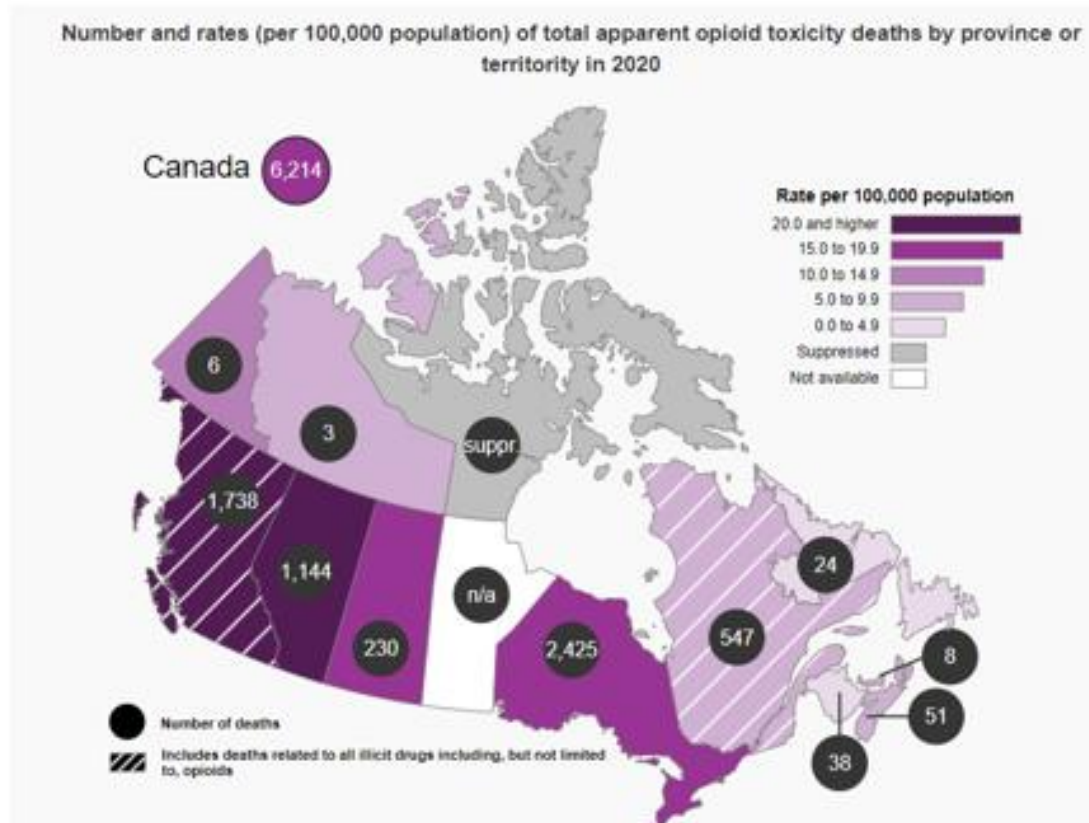 Number and rates (per 100,000 population) of total apparent opioid toxicity deaths by province or
territority in 2020
Canada 6,214
Rate per 100,000 population
20.0 and higher
15.0 to 19.9
10.0 to 14.9
5.0 to 9.9
0.0 to 4.9
Suppressed
Not available
6
3
suppr.
1,738
1,144
230
n/a
2,425
547
24
8
51
38
Number of deaths
Includes deaths related to all illicit drugs including, but not limited
to, opioids